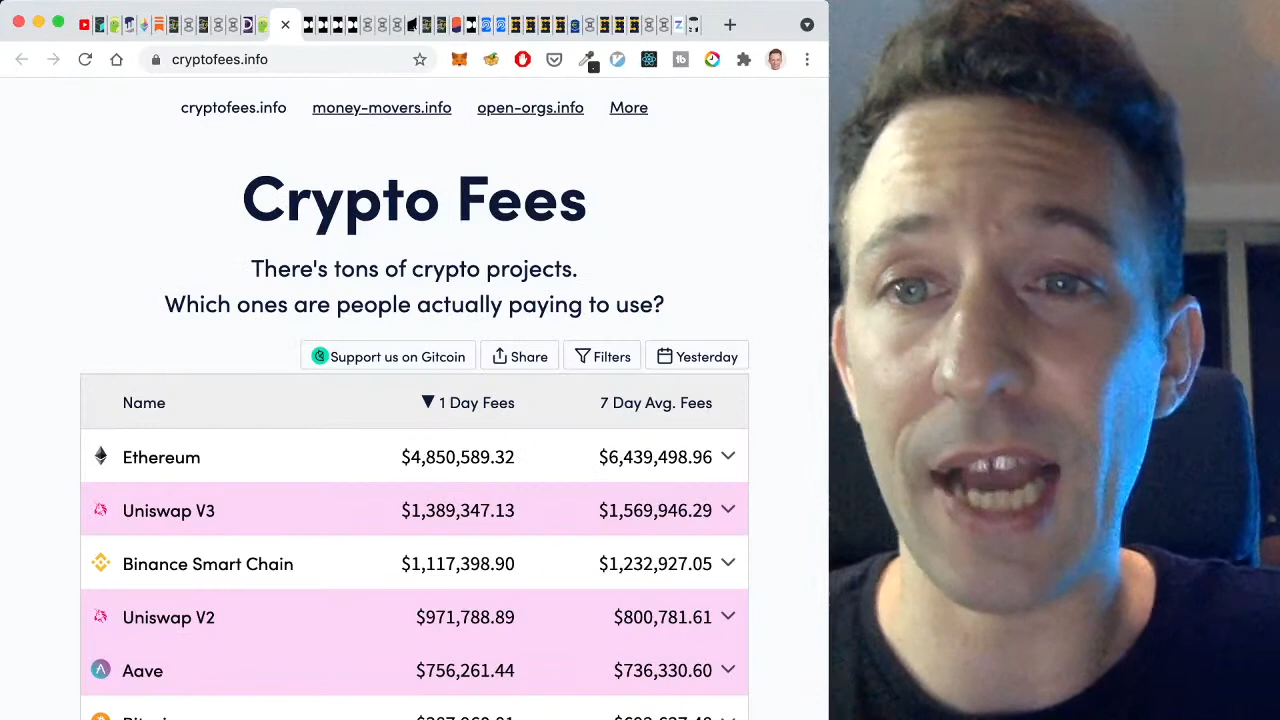 cryptofees.info
cryptofees.info money-movers.info open-orgs.info More
Crypto Fees
There's tons of crypto projects.
Which ones are people actually paying to use?
Support us on Gitcoin Share Filters Yesterday
Name ▼ 1 Day Fees 7 Day Avg. Fees
Ethereum $4,850,589.32 $6,439,498.96
Uniswap V3 $1,389,347.13 $1,569,946.29
Binance Smart Chain $1,117,398.90 $1,232,927.05
Uniswap V2 $971,788.89 $800,781.61
Aave $756,261.44 $736,330.60